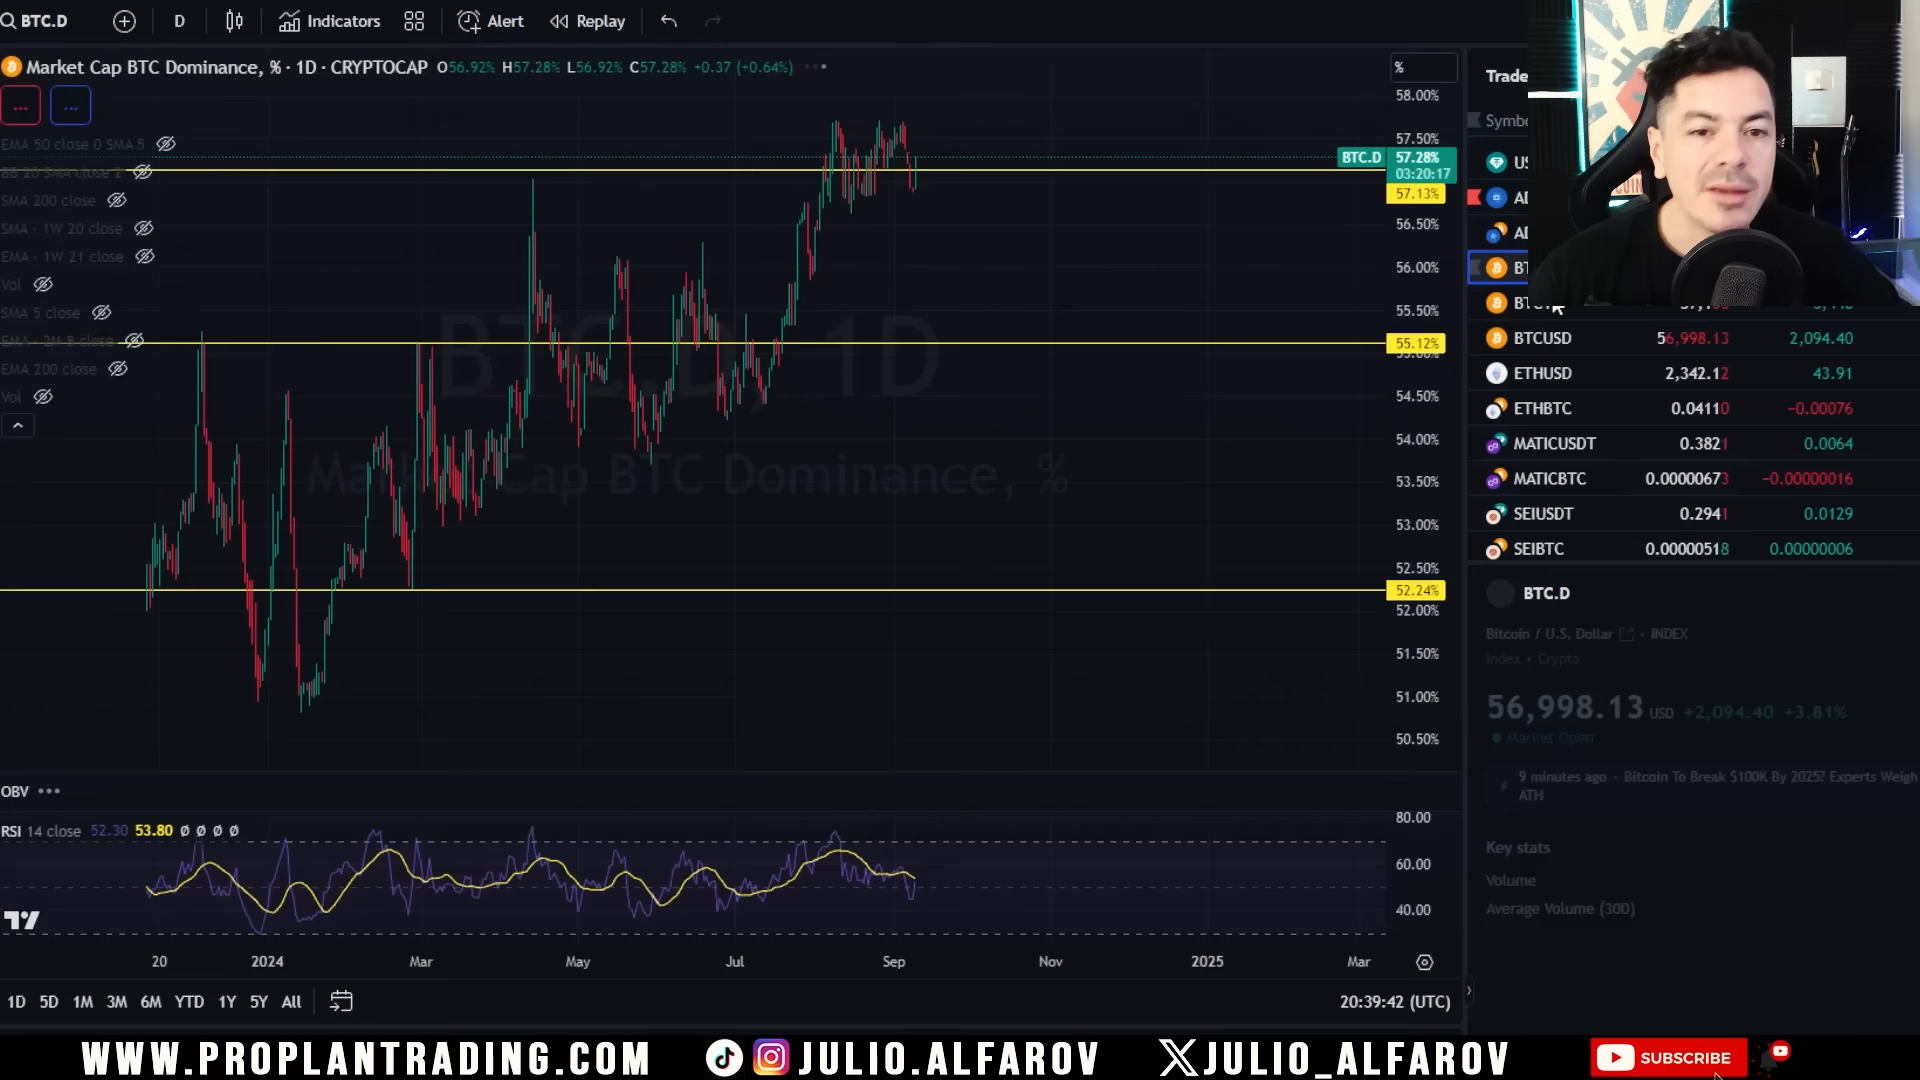 BTC.D D Indicators Alert Replay
Market Cap BTC Dominance, % · 1D · CRYPTOCAP O56.92% H57.28% L56.92% C57.28% +0.37 (+0.64%)
%
EMA 50 close 0 SMA 5
BB 20 SMA close 2
SMA 200 close
SMA · 1W 20 close
EMA · 1W 21 close
Vol
SMA 5 close
EMA 200 close
Vol
BTC.D, 1D
Market Cap BTC Dominance, %
58.00%
57.50%
BTC.D 57.28%
03:20:17
57.13%
56.50%
56.00%
55.50%
55.12%
55.00%
54.50%
54.00%
53.50%
53.00%
52.50%
52.24%
52.00%
51.50%
51.00%
50.50%
OBV
RSI 14 close 52.30 53.80 Ø Ø Ø Ø
80.00
60.00
40.00
20 2024 Mar May Jul Sep Nov 2025 Mar
1D 5D 1M 3M 6M YTD 1Y 5Y All
20:39:42 (UTC)
Trade
Symbo
US
AD
AD
BT
BTCUSD 56,998.13 2,094.40
ETHUSD 2,342.12 43.91
ETHBTC 0.04110 −0.00076
MATICUSDT 0.3821 0.0064
MATICBTC 0.00000673 −0.00000016
SEIUSDT 0.2941 0.0129
SEIBTC 0.00000518 0.00000006
BTC.D
Bitcoin / U.S. Dollar · INDEX
Index · Crypto
56,998.13 USD +2,094.40 +3.81%
Market Open
9 minutes ago · Bitcoin To Break $100K By 2025? Experts Weigh
ATH
Key stats
Volume
Average Volume (30D)
WWW.PROPLANTRADING.COM JULIO.ALFAROV JULIO_ALFAROV SUBSCRIBE